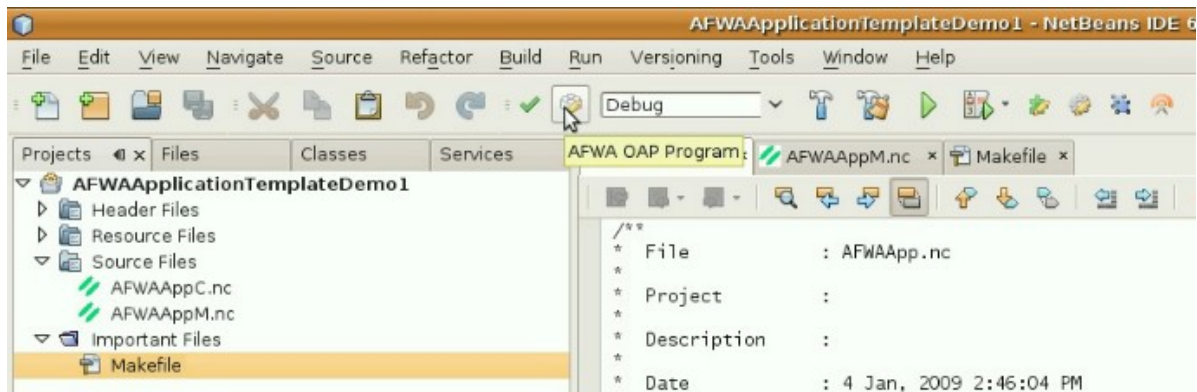 AFWAApplicationTemplateDemo1 - NetBeans IDE 6
File Edit View Navigate Source Refactor Build Run Versioning Tools Window Help
Debug
Projects Files Classes Services
AFWA OAP Program
AFWAAppM.nc Makefile
AFWAApplicationTemplateDemo1
Header Files
Resource Files
Source Files
AFWAAppC.nc
AFWAAppM.nc
Important Files
Makefile
/**
* File : AFWAApp.nc
*
* Project :
*
* Description :
*
* Date : 4 Jan, 2009 2:46:04 PM